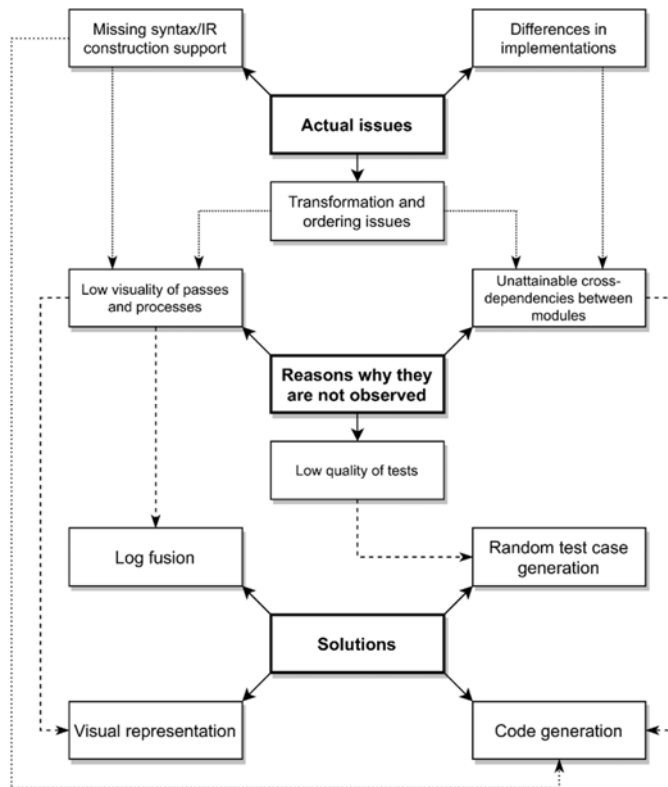 Missing syntax/IR
construction support
Differences in
implementations
Actual issues
Transformation and
ordering issues
Low visuality of passes
and processes
Unattainable cross-
dependencies between
modules
Reasons why they
are not observed
Low quality of tests
Log fusion
Random test case
generation
Solutions
Visual representation
Code generation